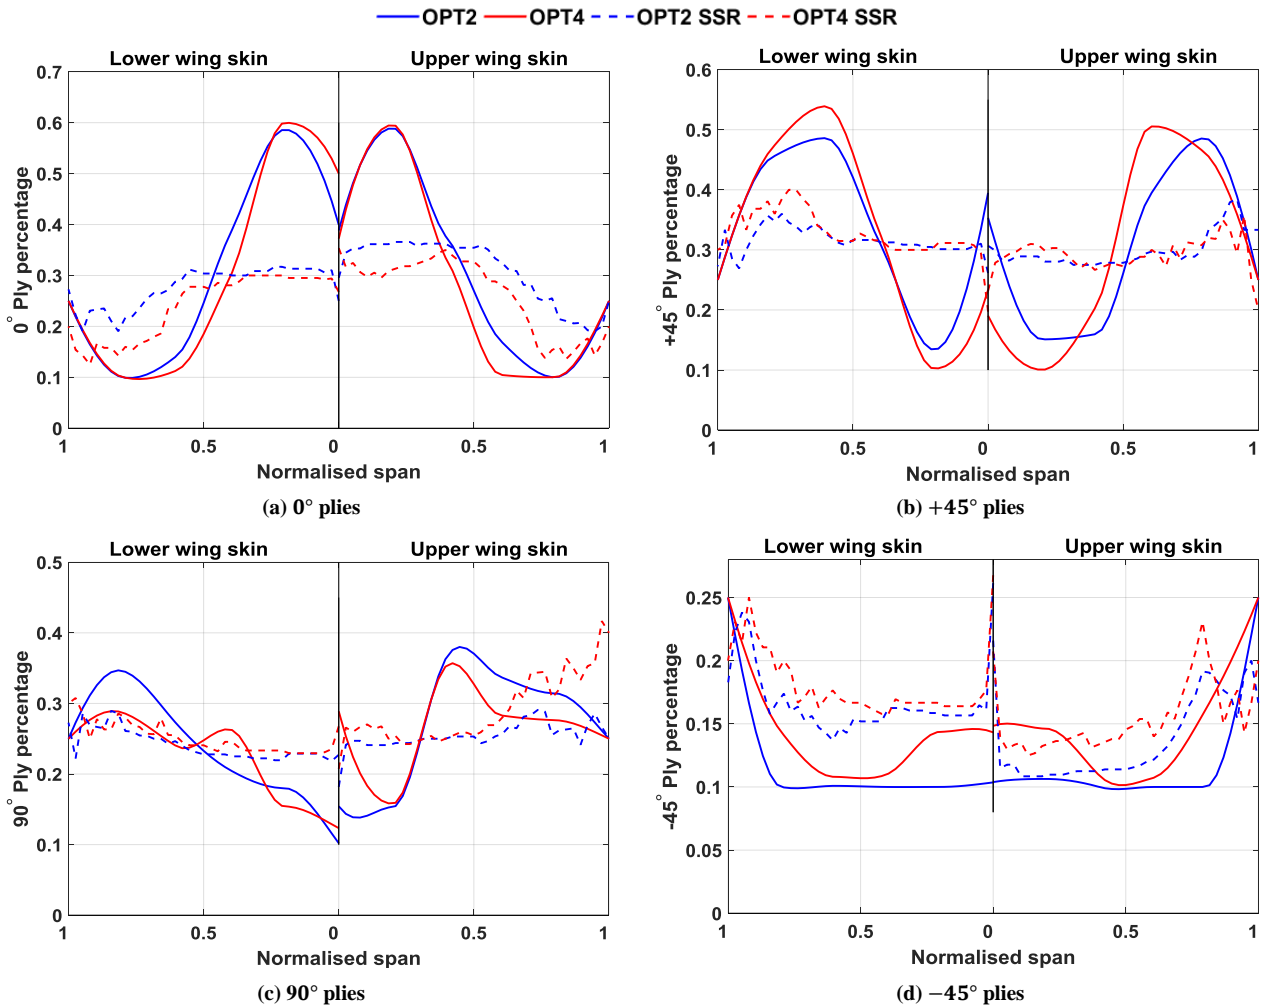 OPT2 OPT4 OPT2 SSR OPT4 SSR
Lower wing skin Upper wing skin
0.7
0.6
0.5
0.4
0.3
0.2
0.1
0
0° Ply percentage
1 0.5 0 0.5 1
Normalised span
(a) 0° plies
Lower wing skin Upper wing skin
0.6
0.5
0.4
0.3
0.2
0.1
0
+45° Ply percentage
1 0.5 0 0.5 1
Normalised span
(b) +45° plies
Lower wing skin Upper wing skin
0.5
0.4
0.3
0.2
0.1
0
90° Ply percentage
1 0.5 0 0.5 1
Normalised span
(c) 90° plies
Lower wing skin Upper wing skin
0.25
0.2
0.15
0.1
0.05
0
-45° Ply percentage
1 0.5 0 0.5 1
Normalised span
(d) −45° plies